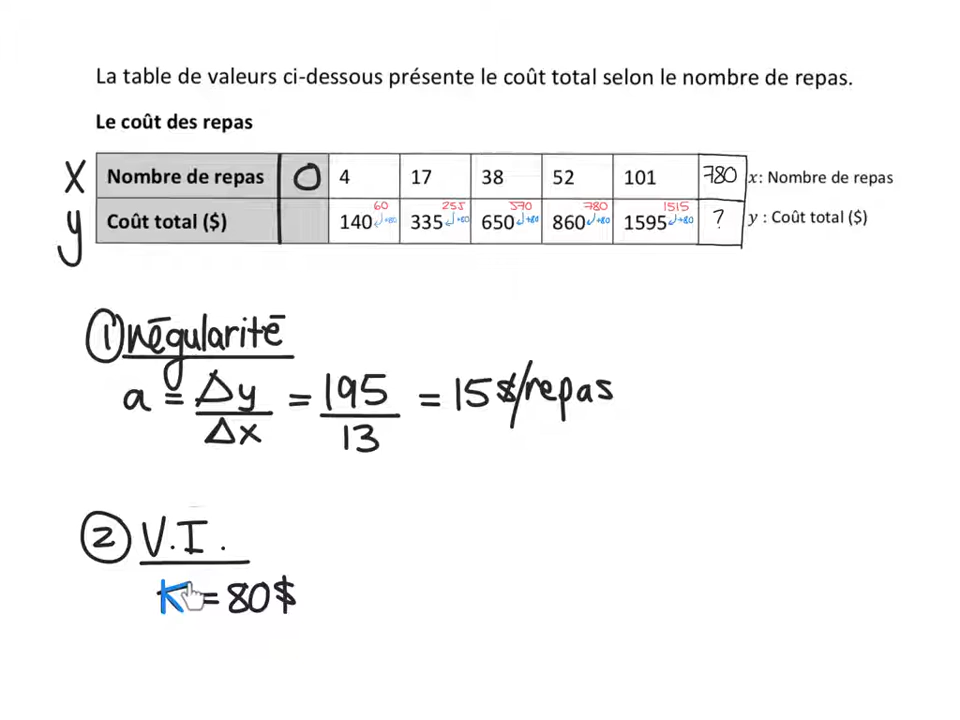 La table de valeurs ci-dessous présente le coût total selon le nombre de repas.
Le coût des repas
X Nombre de repas 0 4 17 38 52 101 780 x: Nombre de repas
60 255 570 780 1515
y Coût total ($) 140 +80 335 +80 650 +80 860 +80 1595 +80 ? y : Coût total ($)
① régularité
a = Δy = 195 = 15$/repas
Δx 13
② V.I.
K = 80$